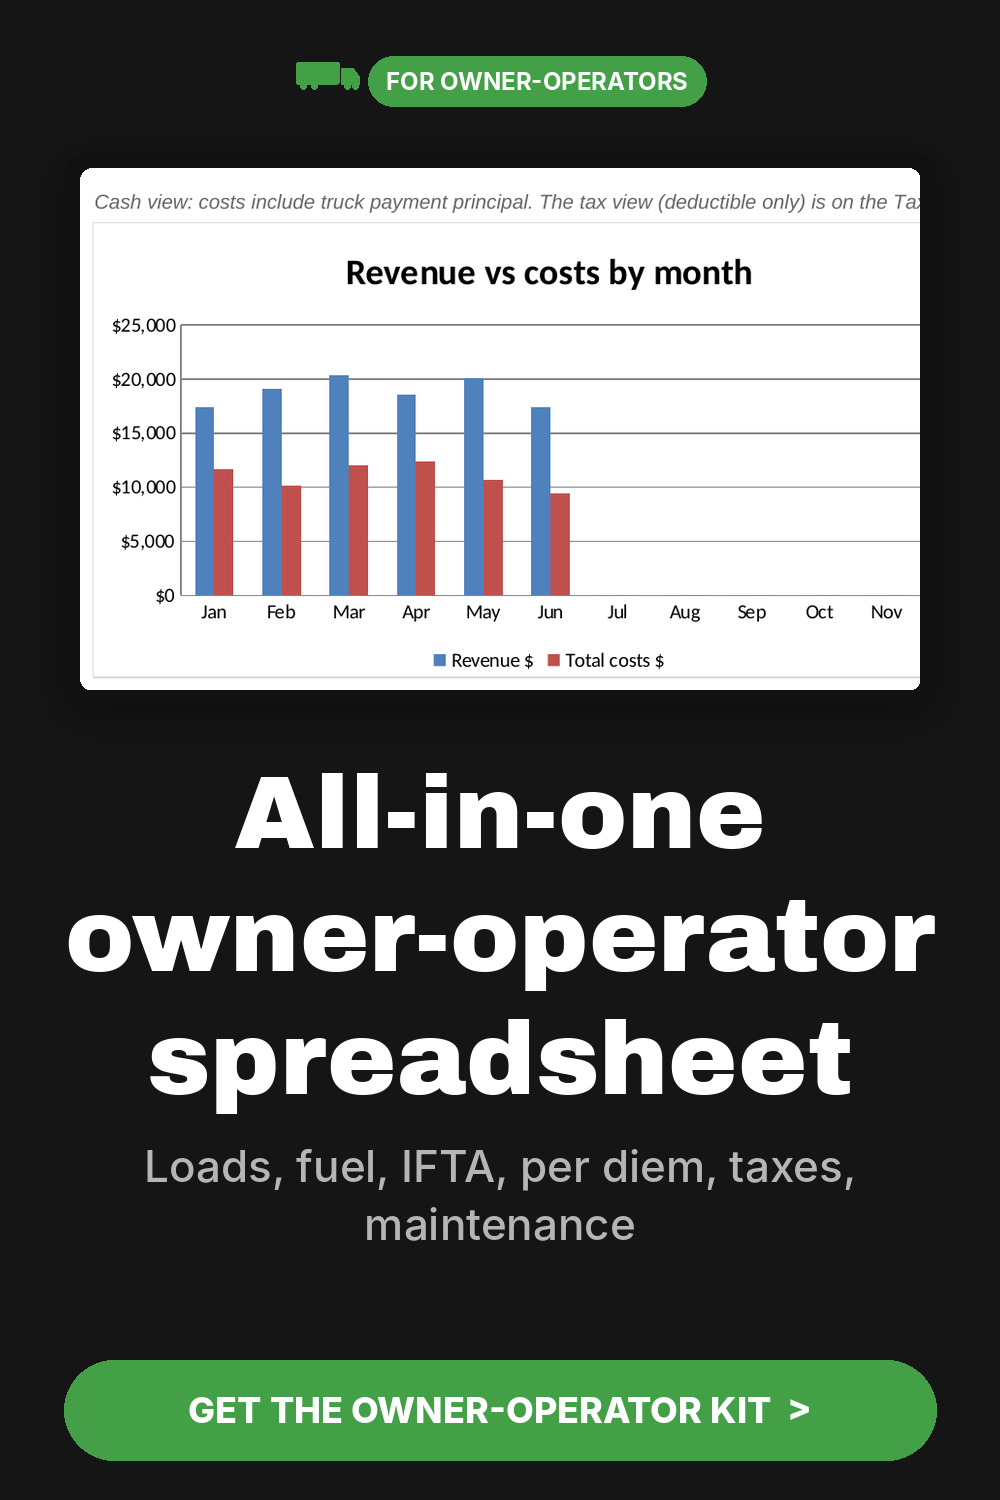 FOR OWNER-OPERATORS
Cash view: costs include truck payment principal. The tax view (deductible only) is on the Tax
Revenue vs costs by month
$25,000
$20,000
$15,000
$10,000
$5,000
$0
Jan Feb Mar Apr May Jun Jul Aug Sep Oct Nov
Revenue $ Total costs $
All-in-one
owner-operator
spreadsheet
Loads, fuel, IFTA, per diem, taxes,
maintenance
GET THE OWNER-OPERATOR KIT >